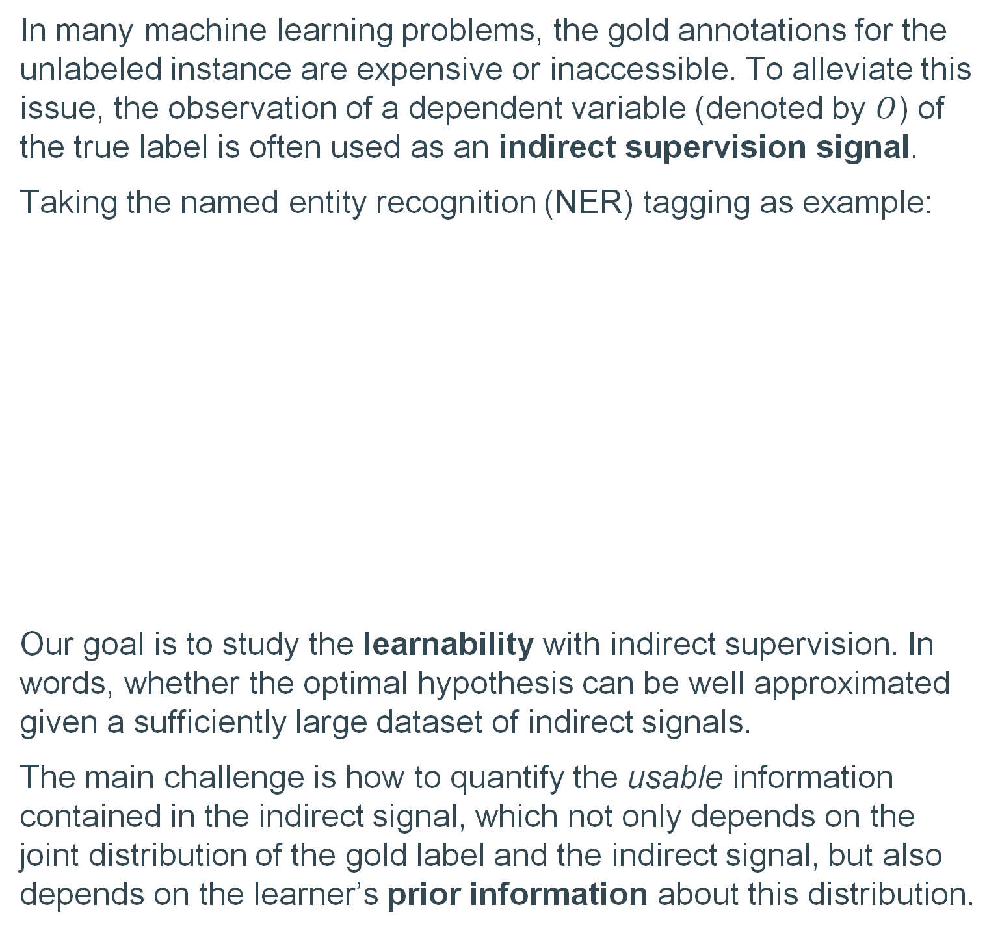 In many machine learning problems, the gold annotations for the
unlabeled instance are expensive or inaccessible. To alleviate this
issue, the observation of a dependent variable (denoted by O) of
the true label is often used as an indirect supervision signal.
Taking the named entity recognition (NER) tagging as example:
Our goal is to study the learnability with indirect supervision. In
words, whether the optimal hypothesis can be well approximated
given a sufficiently large dataset of indirect signals.
The main challenge is how to quantify the usable information
contained in the indirect signal, which not only depends on the
joint distribution of the gold label and the indirect signal, but also
depends on the learner’s prior information about this distribution.